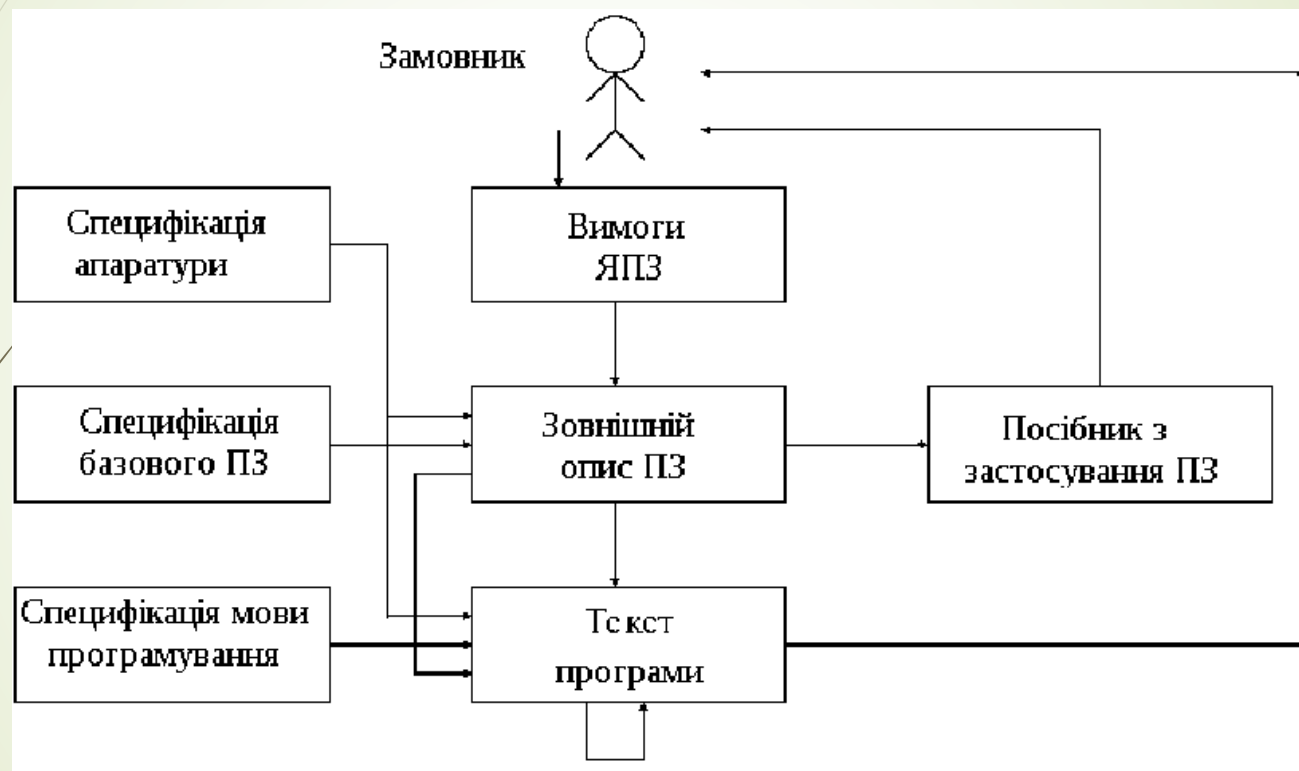 Замовник
Специфікація
апаратури
Вимоги
ЯПЗ
Специфікація
базового ПЗ
Зовнішній
опис ПЗ
Посібник з
застосування ПЗ
Специфікація мови
програмування
Текст
програми